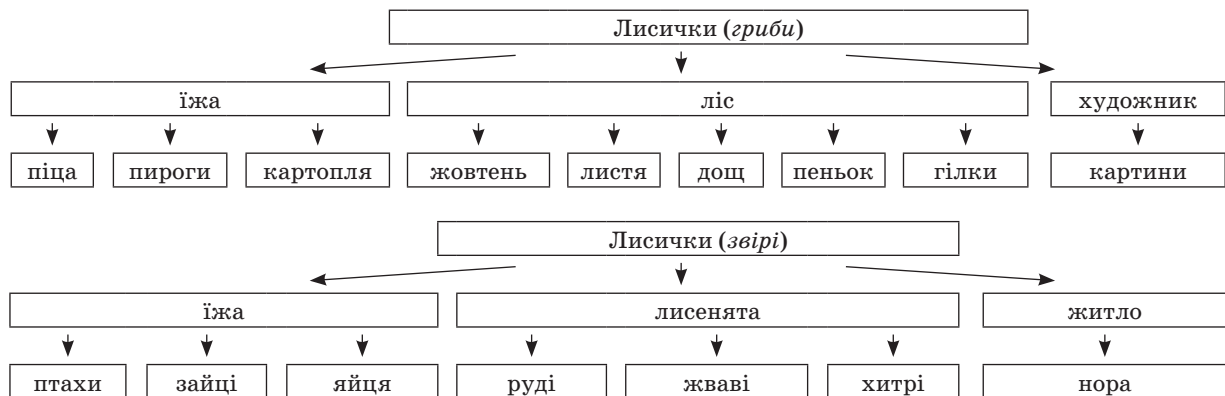 Лисички (гриби)
їжа ліс художник
піца пироги картопля жовтень листя дощ пеньок гілки картини
Лисички (звірі)
їжа лисенята житло
птахи зайці яйця руді жваві хитрі нора